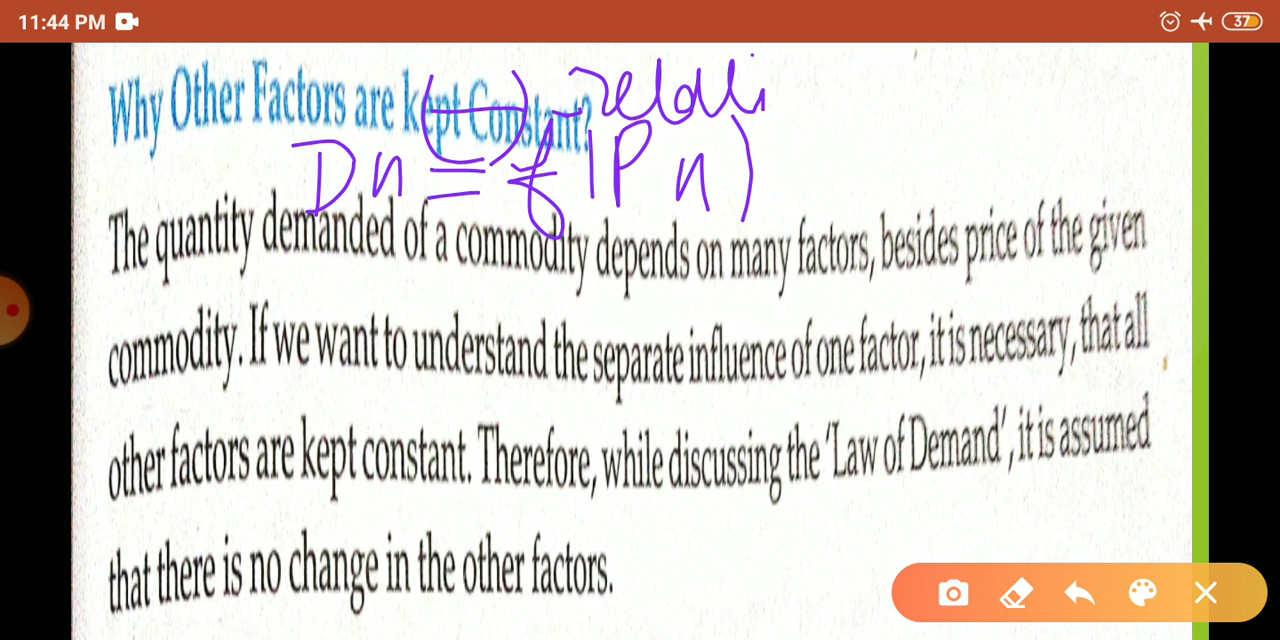 11:44 PM
37
Why Other Factors are kept Constant?
(-) relati
Dn = f(Pn)
The quantity demanded of a commodity depends on many factors, besides price of the given
commodity. If we want to understand the separate influence of one factor, it is necessary, that all
other factors are kept constant. Therefore, while discussing the 'Law of Demand', it is assumed
that there is no change in the other factors.